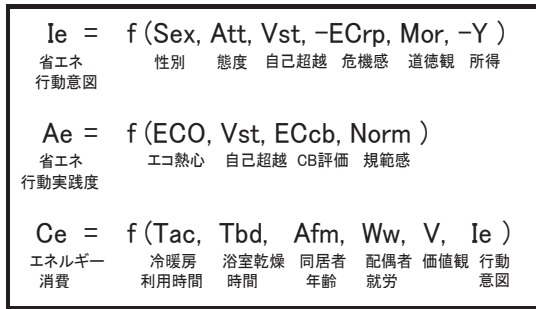 Ie = f (Sex, Att, Vst, -ECrp, Mor, -Y )
省エネ 性別 態度 自己超越 危機感 道徳観 所得
行動意図
Ae = f (ECO, Vst, ECcb, Norm )
省エネ エコ熱心 自己超越 CB評価 規範感
行動実践度
Ce = f (Tac, Tbd, Afm, Ww, V, Ie )
エネルギー 冷暖房 浴室乾燥 同居者 配偶者 価値観 行動
消費 利用時間 時間 年齢 就労 意図